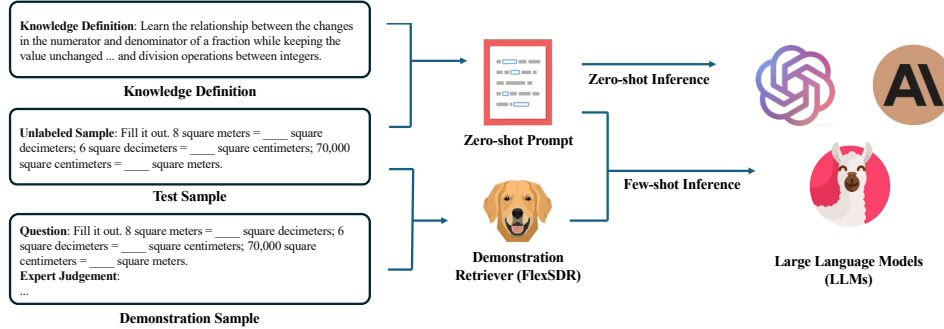 Knowledge Definition: Learn the relationship between the changes
in the numerator and denominator of a fraction while keeping the
value unchanged ... and division operations between integers.
Knowledge Definition
Unlabeled Sample: Fill it out. 8 square meters = ____ square
decimeters; 6 square decimeters = ____ square centimeters; 70,000
square centimeters = ____ square meters.
Test Sample
Question: Fill it out. 8 square meters = ____ square decimeters; 6
square decimeters = ____ square centimeters; 70,000 square
centimeters = ____ square meters.
Expert Judgement:
...
Demonstration Sample
Zero-shot Prompt
Demonstration
Retriever (FlexSDR)
Zero-shot Inference
Few-shot Inference
A\
Large Language Models
(LLMs)